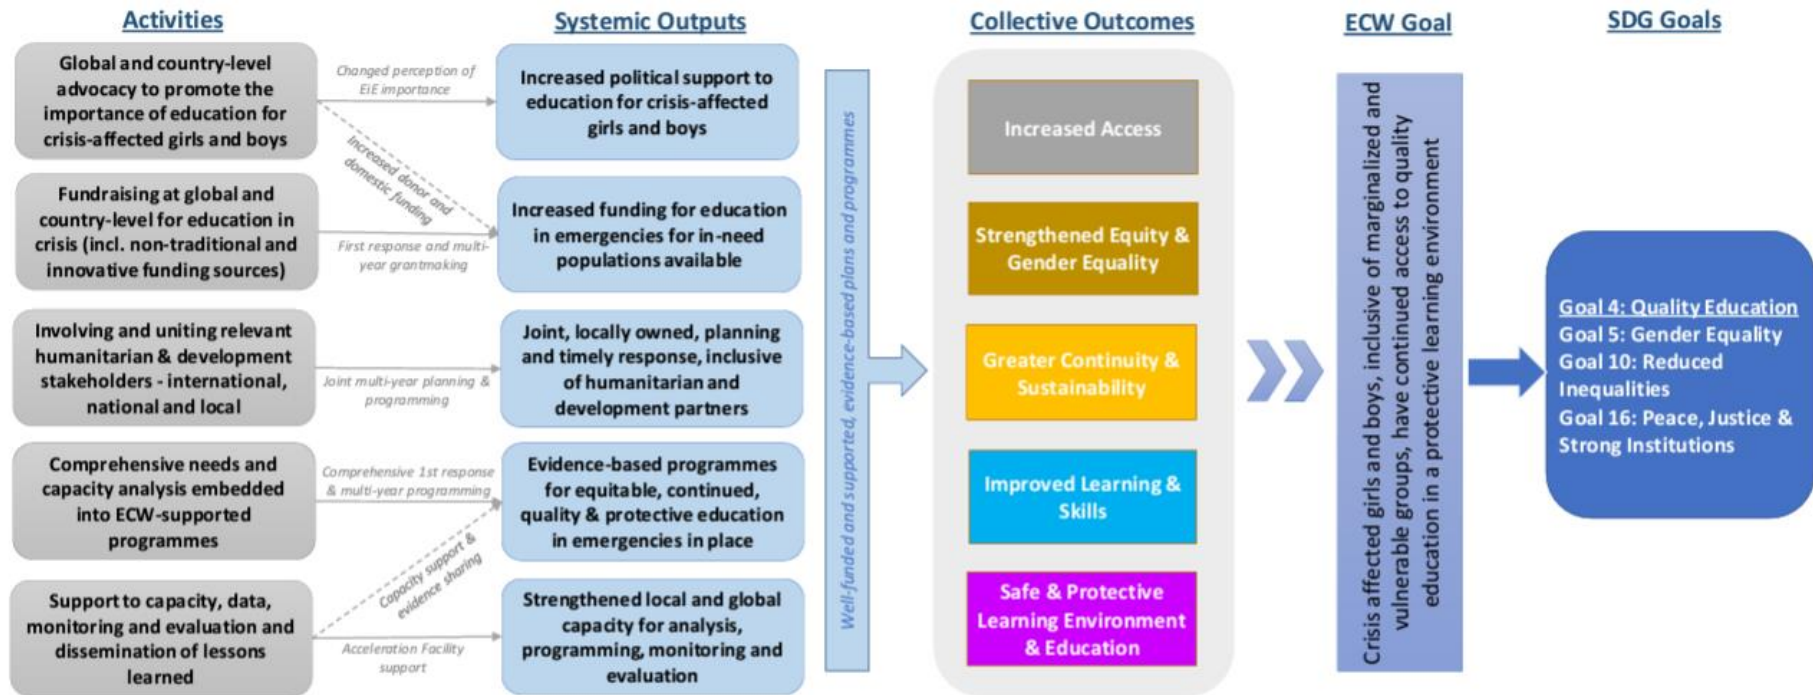 Activities
Systemic Outputs
Collective Outcomes
ECW Goal
SDG Goals
Global and country-level
advocacy to promote the
importance of education for
crisis-affected girls and boys
Changed perception of
EiE importance
Increased political support to
education for crisis-affected
girls and boys
Increased donor and
domestic funding
Fundraising at global and
country-level for education in
crisis (incl. non-traditional and
innovative funding sources)
First response and multi-
year grantmaking
Increased funding for education
in emergencies for in-need
populations available
Involving and uniting relevant
humanitarian & development
stakeholders - international,
national and local
Joint multi-year planning &
programming
Joint, locally owned, planning
and timely response, inclusive
of humanitarian and
development partners
Comprehensive needs and
capacity analysis embedded
into ECW-supported
programmes
Comprehensive 1st response
& multi-year programming
Evidence-based programmes
for equitable, continued,
quality & protective education
in emergencies in place
Capacity support &
evidence sharing
Support to capacity, data,
monitoring and evaluation and
dissemination of lessons
learned
Acceleration Facility
support
Strengthened local and global
capacity for analysis,
programming, monitoring and
evaluation
Well-funded and supported, evidence-based plans and programmes
Increased Access
Strengthened Equity &
Gender Equality
Greater Continuity &
Sustainability
Improved Learning &
Skills
Safe & Protective
Learning Environment
& Education
Crisis affected girls and boys, inclusive of marginalized and
vulnerable groups, have continued access to quality
education in a protective learning environment
Goal 4: Quality Education
Goal 5: Gender Equality
Goal 10: Reduced
Inequalities
Goal 16: Peace, Justice &
Strong Institutions